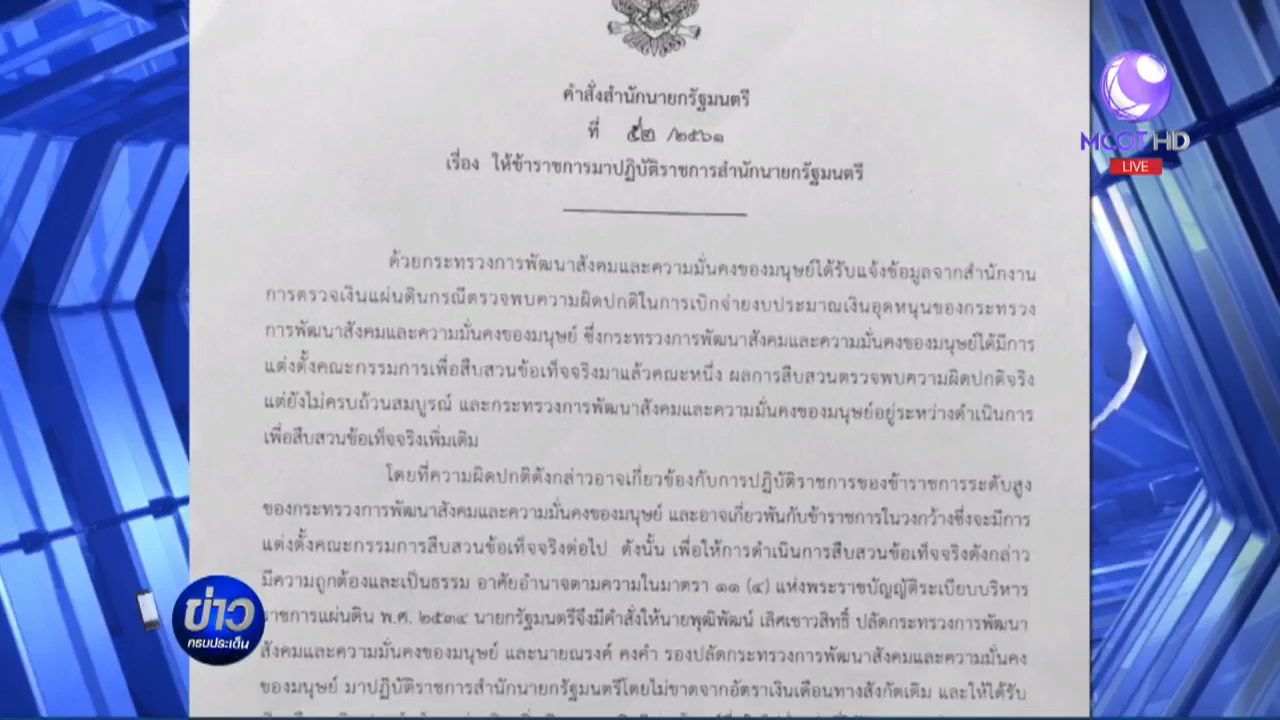 คำสั่งสำนักนายกรัฐมนตรี
ที่ ๕๒ /๒๕๖๑
เรื่อง ให้ข้าราชการมาปฏิบัติราชการสำนักนายกรัฐมนตรี
MCOT HD
LIVE
ด้วยกระทรวงการพัฒนาสังคมและความมั่นคงของมนุษย์ได้รับแจ้งข้อมูลจากสำนักงาน
การตรวจเงินแผ่นดินกรณีตรวจพบความผิดปกติในการเบิกจ่ายงบประมาณเงินอุดหนุนของกระทรวง
การพัฒนาสังคมและความมั่นคงของมนุษย์ ซึ่งกระทรวงการพัฒนาสังคมและความมั่นคงของมนุษย์ได้มีการ
แต่งตั้งคณะกรรมการเพื่อสืบสวนข้อเท็จจริงมาแล้วคณะหนึ่ง ผลการสืบสวนตรวจพบความผิดปกติจริง
แต่ยังไม่ครบถ้วนสมบูรณ์ และกระทรวงการพัฒนาสังคมและความมั่นคงของมนุษย์อยู่ระหว่างดำเนินการ
เพื่อสืบสวนข้อเท็จจริงเพิ่มเติม
โดยที่ความผิดปกติดังกล่าวอาจเกี่ยวข้องกับการปฏิบัติราชการของข้าราชการระดับสูง
ของกระทรวงการพัฒนาสังคมและความมั่นคงของมนุษย์ และอาจเกี่ยวพันกับข้าราชการในวงกว้างซึ่งจะมีการ
แต่งตั้งคณะกรรมการสืบสวนข้อเท็จจริงต่อไป ดังนั้น เพื่อให้การดำเนินการสืบสวนข้อเท็จจริงดังกล่าว
มีความถูกต้องและเป็นธรรม อาศัยอำนาจตามความในมาตรา ๑๑ (๔) แห่งพระราชบัญญัติระเบียบบริหาร
ราชการแผ่นดิน พ.ศ. ๒๕๓๔ นายกรัฐมนตรีจึงมีคำสั่งให้นายพุฒิพัฒน์ เลิศเชาวสิทธิ์ ปลัดกระทรวงการพัฒนา
สังคมและความมั่นคงของมนุษย์ และนายณรงค์ คงคำ รองปลัดกระทรวงการพัฒนาสังคมและความมั่นคง
ของมนุษย์ มาปฏิบัติราชการสำนักนายกรัฐมนตรีโดยไม่ขาดจากอัตราเงินเดือนทางสังกัดเดิม และให้ได้รับ
ข่าว
ครบประเด็น